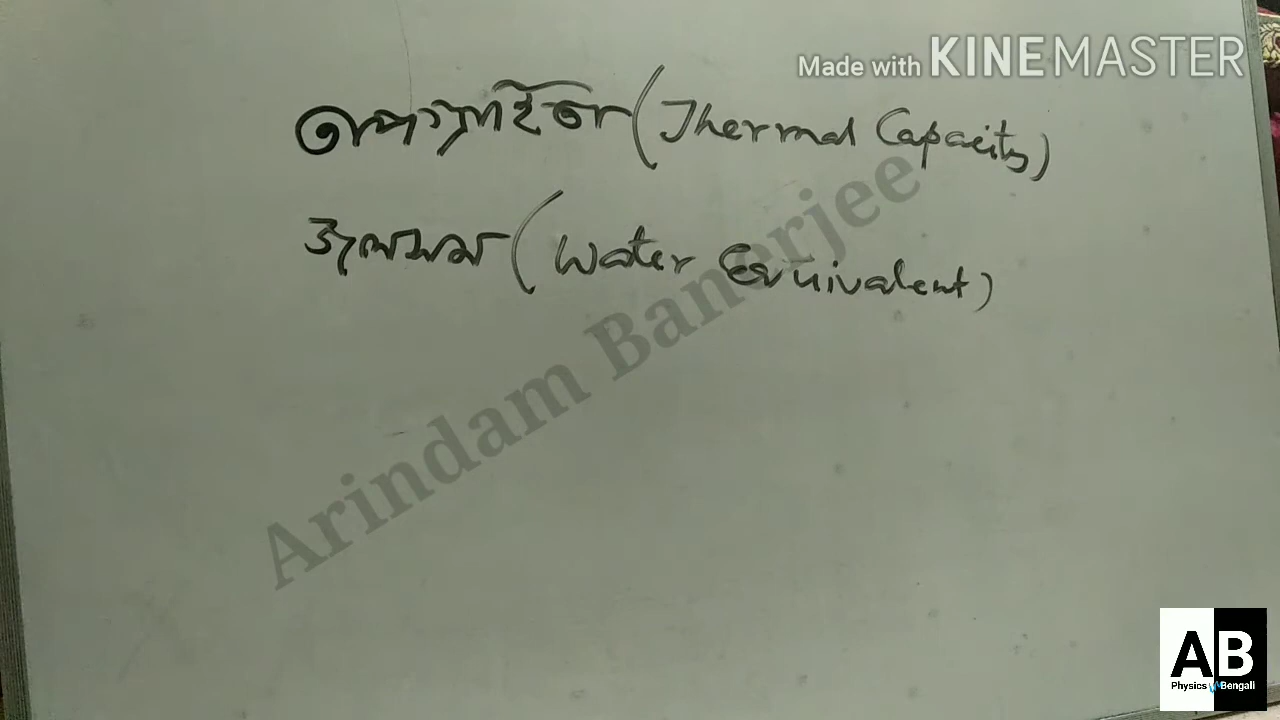 Made with KINEMASTER
তাপগ্রাহিতা (Thermal Capacity)
জলসম (Water Equivalent)
Arindam Banerjee
AB
Physics in Bengali